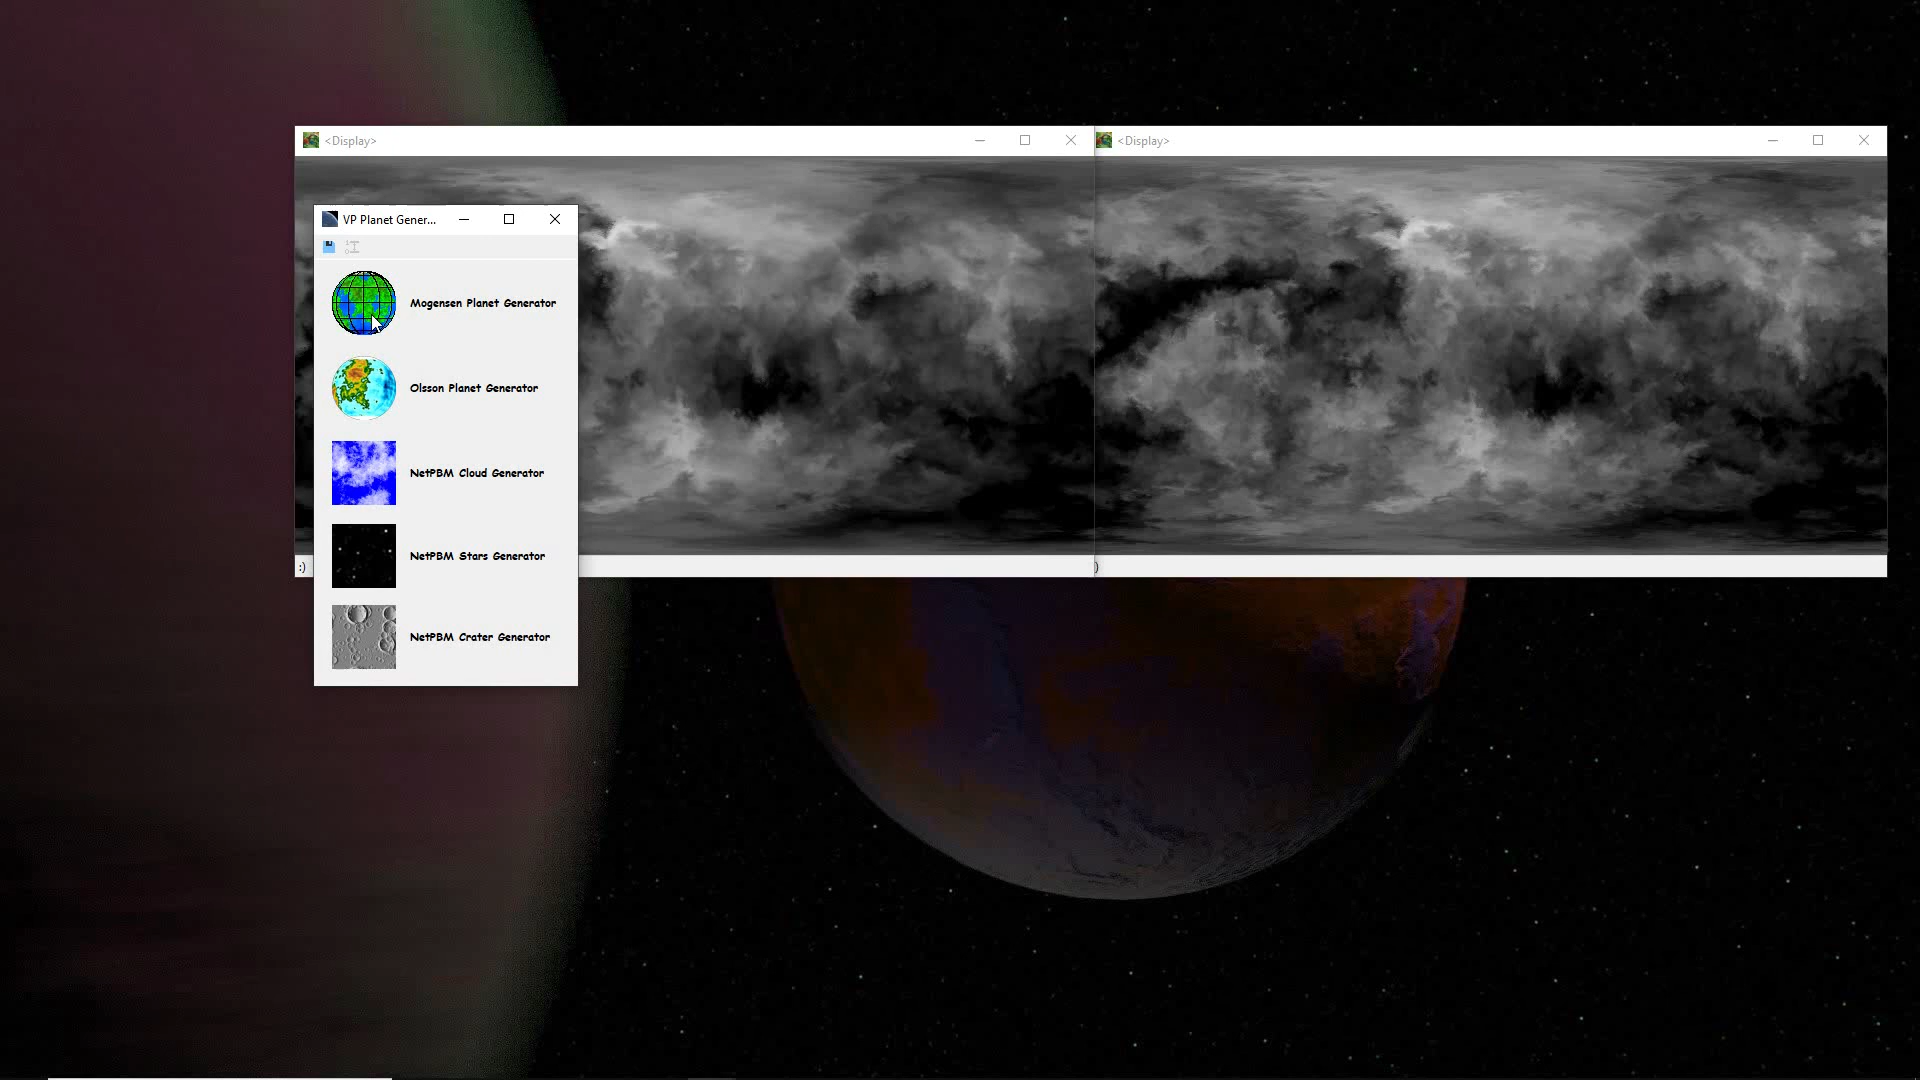 <Display>
<Display>
VP Planet Gener...
Mogensen Planet Generator
Olsson Planet Generator
NetPBM Cloud Generator
NetPBM Stars Generator
:)
)
NetPBM Crater Generator